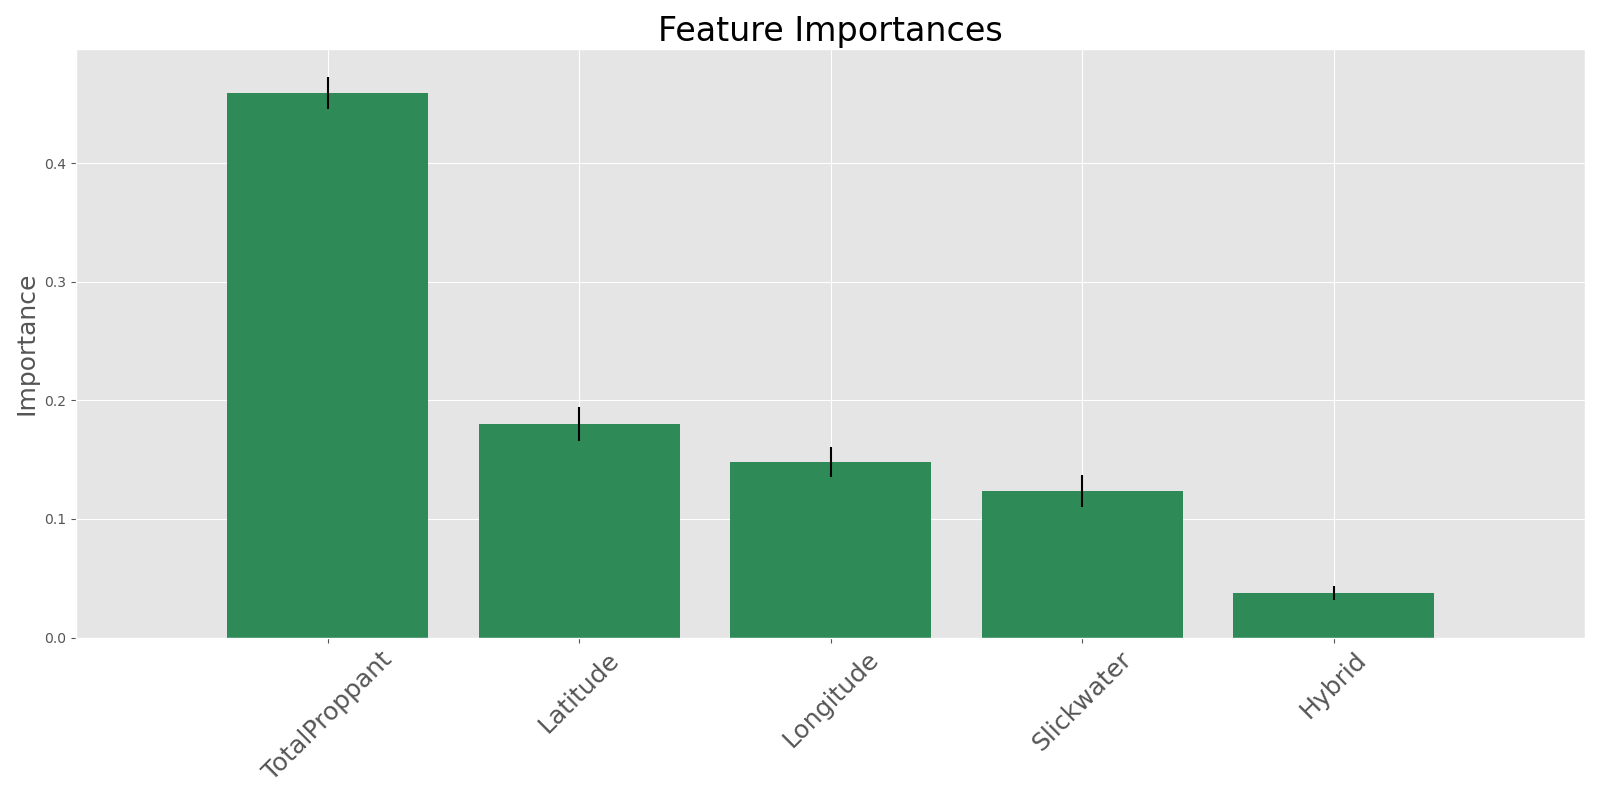 Feature Importances
Importance
0.4
0.3
0.2
0.1
0.0
TotalProppant
Latitude
Longitude
Slickwater
Hybrid